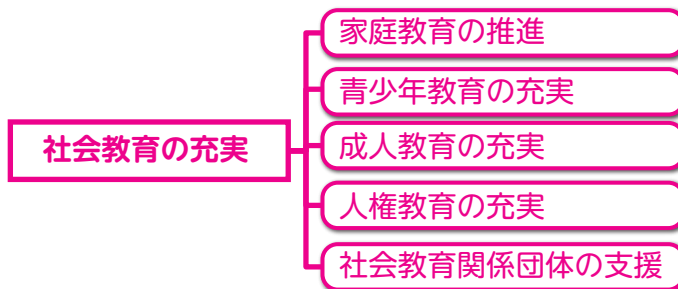 社会教育の充実
家庭教育の推進
青少年教育の充実
成人教育の充実
人権教育の充実
社会教育関係団体の支援